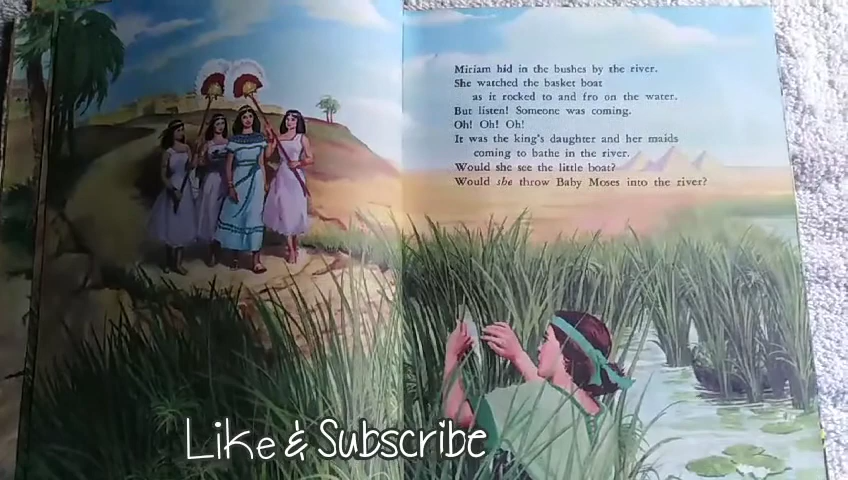 Miriam hid in the bushes by the river.
She watched the basket boat
as it rocked to and fro on the water.
But listen! Someone was coming.
Oh! Oh! Oh!
It was the king's daughter and her maids
coming to bathe in the river.
Would she see the little boat?
Would she throw Baby Moses into the river?
Like & Subscribe